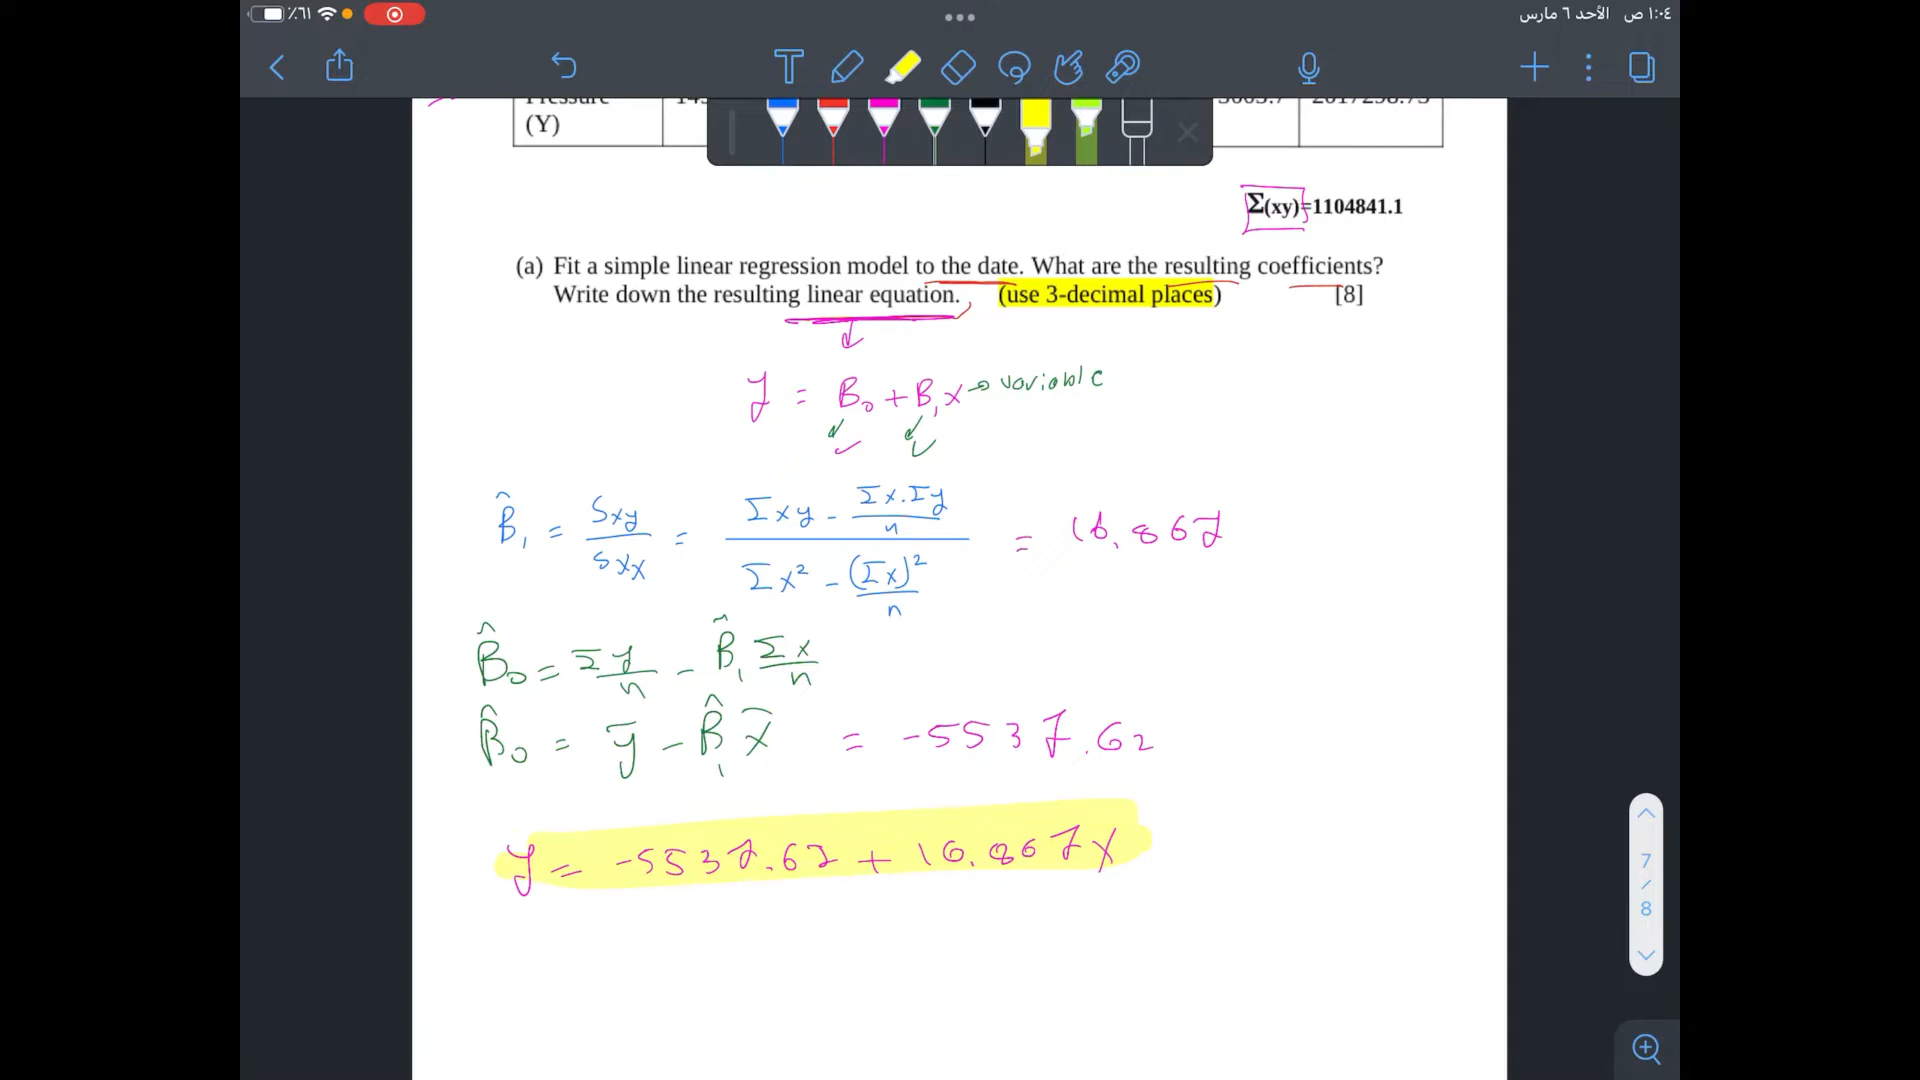 ٪٦١
١:٠٤ ص الأحد ٦ مارس
Pressure
(Y)
Σ(xy)=1104841.1
(a) Fit a simple linear regression model to the date. What are the resulting coefficients?
Write down the resulting linear equation. (use 3-decimal places) [8]
y = B₀ + B₁x → variable
B̂₁ = Sxy / Sxx = (Σxy - (Σx.Σy)/n) / (Σx² - (Σx)²/n) = 16.867
B̂₀ = Σy/n - B̂₁ Σx/n
B̂₀ = ȳ - B̂₁ x̄ = -5537.62
y = -5537.62 + 16.867x
7
/
8